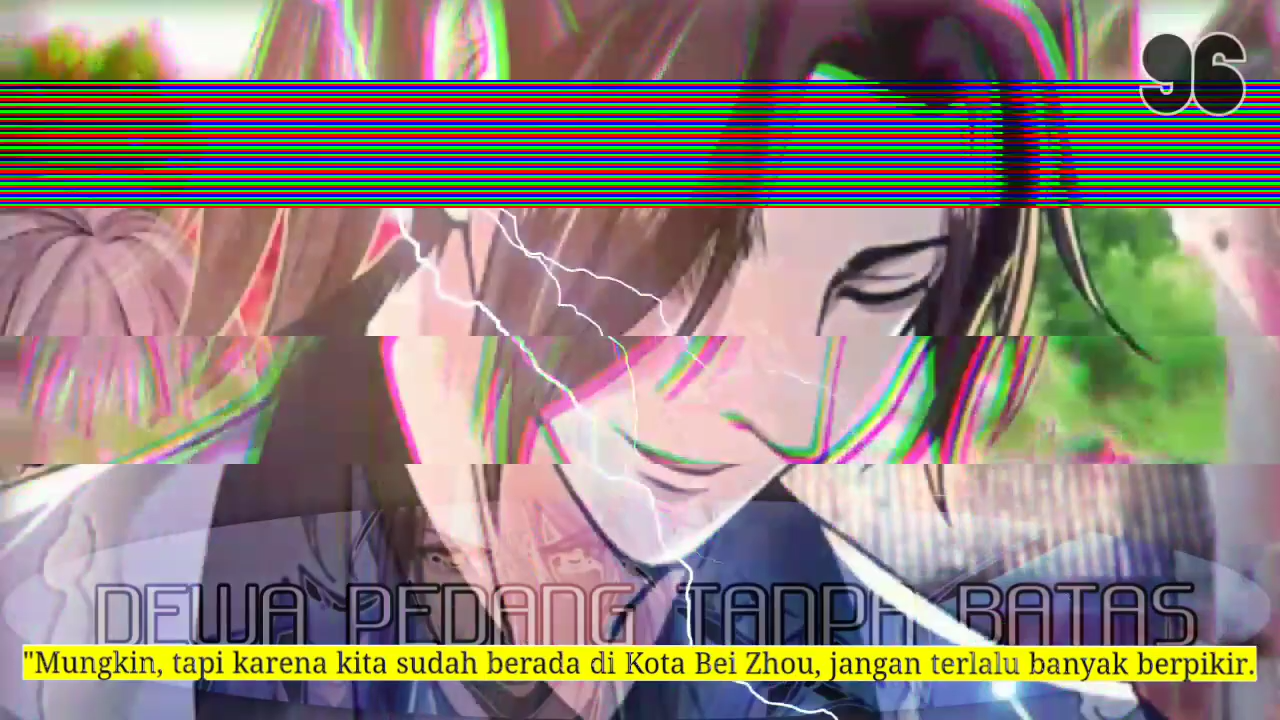 96
DEWA PEDANG TANPA BATAS
"Mungkin, tapi karena kita sudah berada di Kota Bei Zhou, jangan terlalu banyak berpikir.